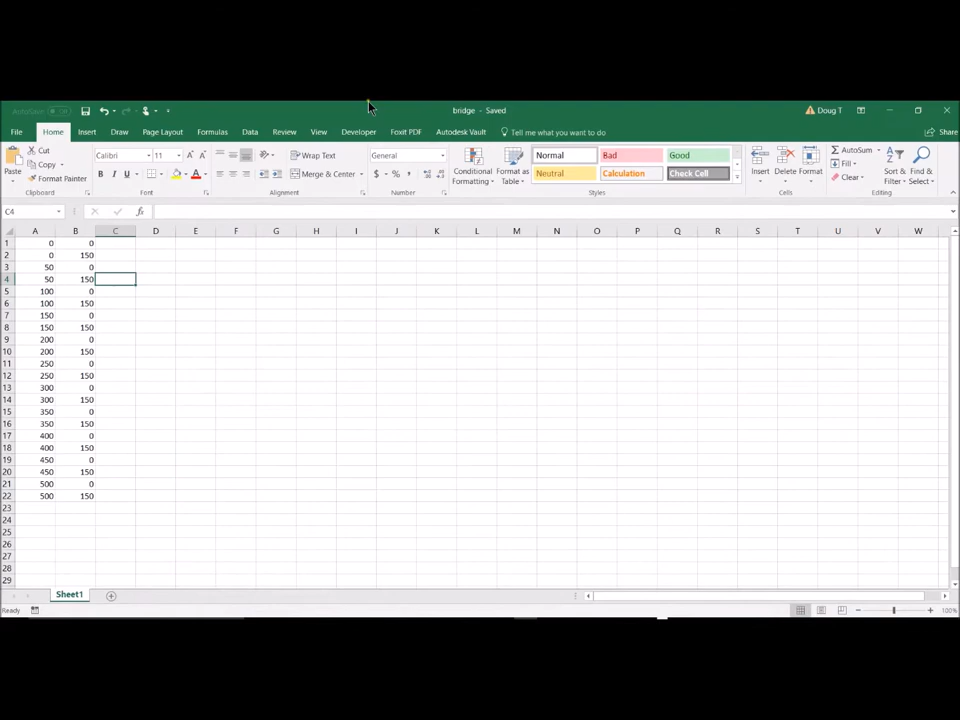 AutoSave Off bridge - Saved Doug T
File Home Insert Draw Page Layout Formulas Data Review View Developer Foxit PDF Autodesk Vault Tell me what you want to do Share
Paste Cut Copy Format Painter
Calibri 11 A A
B I U A
Wrap Text
Merge & Center
General
$ % ,
Conditional Formatting Format as Table
Normal Bad Good
Neutral Calculation Check Cell
Insert Delete Format
AutoSum Fill Clear
Sort & Filter Find & Select
Clipboard Font Alignment Number Styles Cells Editing
C4 fx
A B C D E F G H I J K L M N O P Q R S T U V W
1 0 0
2 0 150
3 50 0
4 50 150
5 100 0
6 100 150
7 150 0
8 150 150
9 200 0
10 200 150
11 250 0
12 250 150
13 300 0
14 300 150
15 350 0
16 350 150
17 400 0
18 400 150
19 450 0
20 450 150
21 500 0
22 500 150
23
24
25
26
27
28
29
Sheet1
Ready 100%